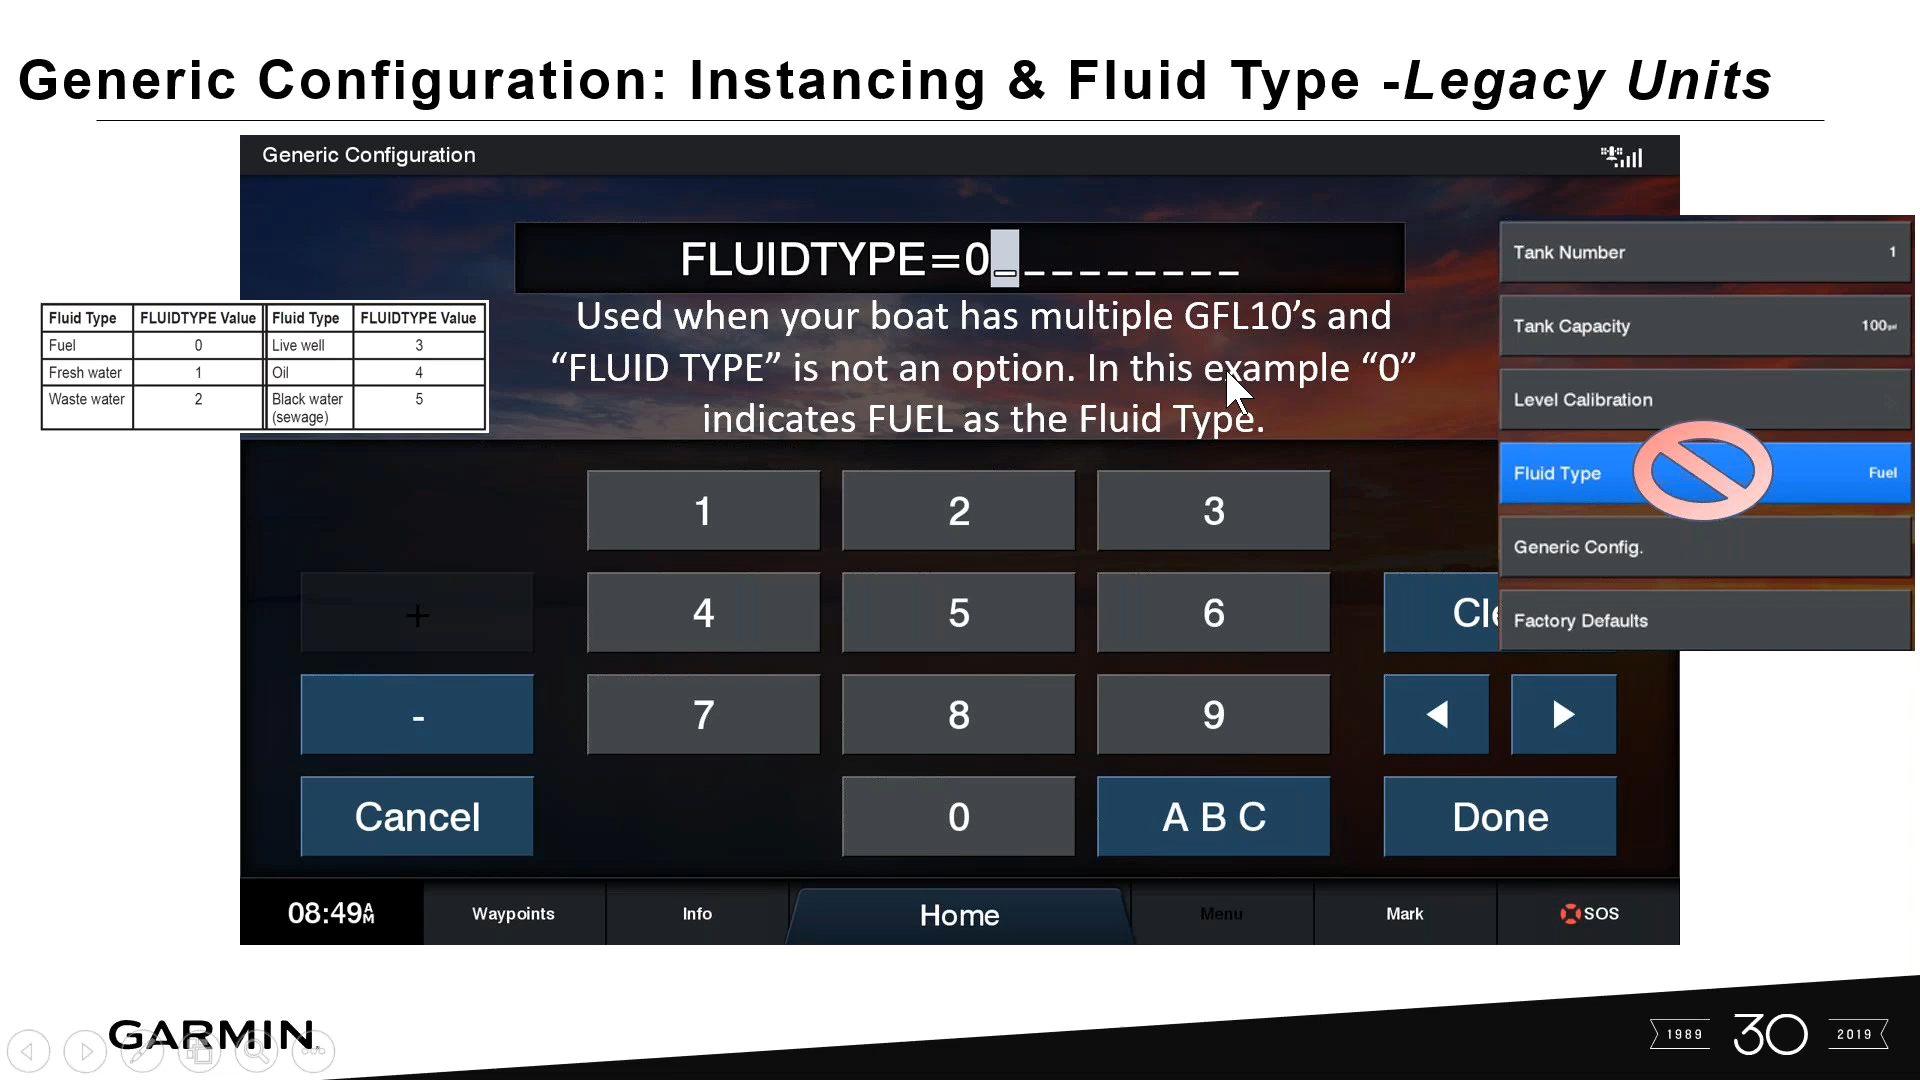 Generic Configuration: Instancing & Fluid Type -Legacy Units
Generic Configuration
FLUIDTYPE=0_ _ _ _ _ _ _ _ _
Used when your boat has multiple GFL10’s and
“FLUID TYPE” is not an option. In this example “0”
indicates FUEL as the Fluid Type.
Fluid Type FLUIDTYPE Value Fluid Type FLUIDTYPE Value
Fuel 0 Live well 3
Fresh water 1 Oil 4
Waste water 2 Black water 5
(sewage)
Tank Number 1
Tank Capacity 100gal
Level Calibration
Fluid Type Fuel
Generic Config.
Factory Defaults
1 2 3
+ 4 5 6 Cle
- 7 8 9
Cancel 0 A B C Done
08:49AM Waypoints Info Home Menu Mark SOS
GARMIN
1989 30 2019